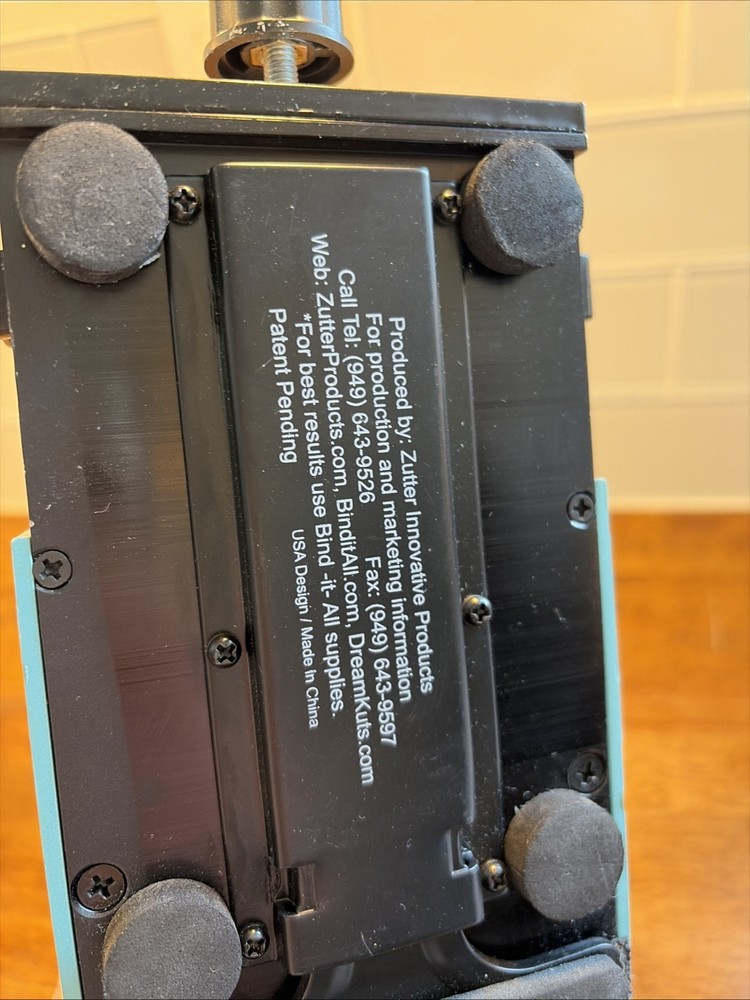 Produced by: Zutter Innovative Products
For production and marketing information
Call Tel: (949) 643-9526 Fax: (949) 643-9597
Web: ZutterProducts.com, BinditAll.com, DreamKuts.com
*For best results use Bind -it- All supplies.
Patent Pending USA Design / Made In China